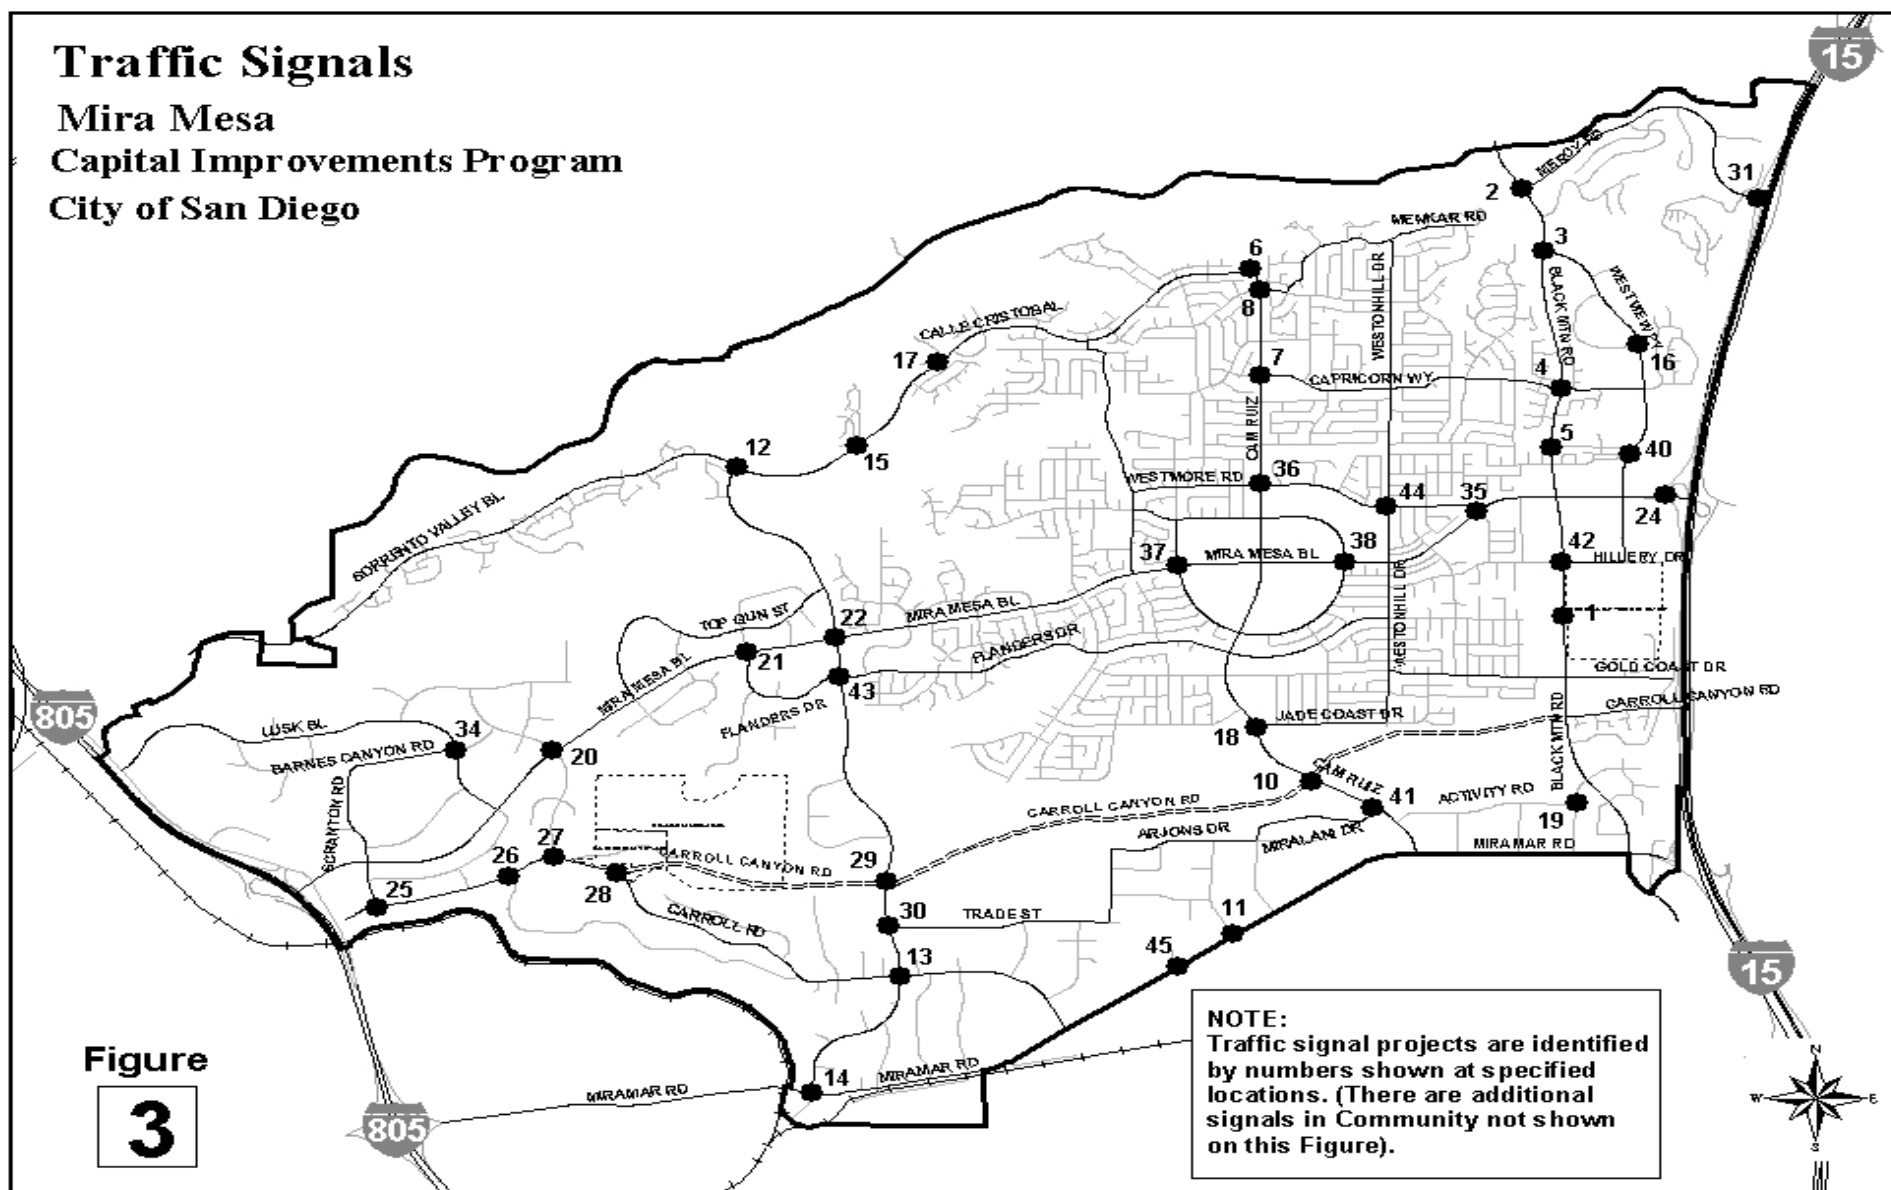 Traffic Signals
Mira Mesa
Capital Improvements Program
City of San Diego
15
MERCY RD
2
31
3
MEMKAR RD
6
8
BLACK MTN RD
WESTVIEW PY
WESTONHILL DR
CALLE CRISTOBAL
17
7
CAPRICORN WY
4
16
CAM RUIZ
5
40
12
15
36
WESTMORE RD
44
35
24
SORRENTO VALLEY BL
37
MIRA MESA BL
38
42
HILLERY DR
WESTONHILL DR
TOP GUN ST
22
MIRA MESA BL
1
21
FLANDERS DR
MIRA MESA BL
43
GOLD COAST DR
CARROLL CANYON RD
805
LUSK BL
34
FLANDERS DR
JADE COAST DR
18
BLACK MTN RD
BARNES CANYON RD
20
10
CAM RUIZ
41
ACTIVITY RD
SCRANTON RD
CARROLL CANYON RD
19
ARJONS DR
MIRALANI DR
MIRAMAR RD
27
26
CARROLL CANYON RD
29
25
28
30
TRADE ST
11
CARROLL RD
13
45
15
NOTE:
Traffic signal projects are identified
by numbers shown at specified
locations. (There are additional
signals in Community not shown
on this Figure).
Figure
3
14
MIRAMAR RD
MIRAMAR RD
805
N
W
E
S